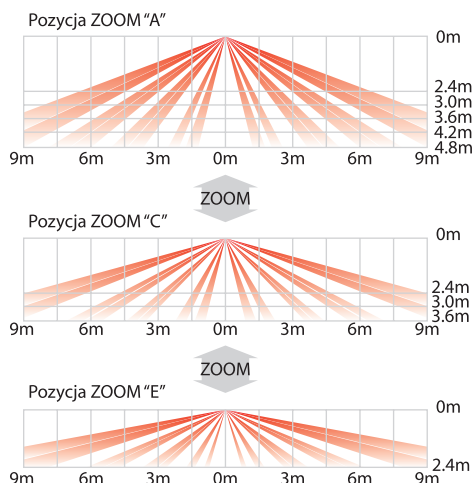 Pozycja ZOOM “A”
0m
2.4m
3.0m
3.6m
4.2m
4.8m
9m 6m 3m 0m 3m 6m 9m
ZOOM
Pozycja ZOOM “C”
0m
2.4m
3.0m
3.6m
9m 6m 3m 0m 3m 6m 9m
ZOOM
Pozycja ZOOM “E”
0m
2.4m
9m 6m 3m 0m 3m 6m 9m